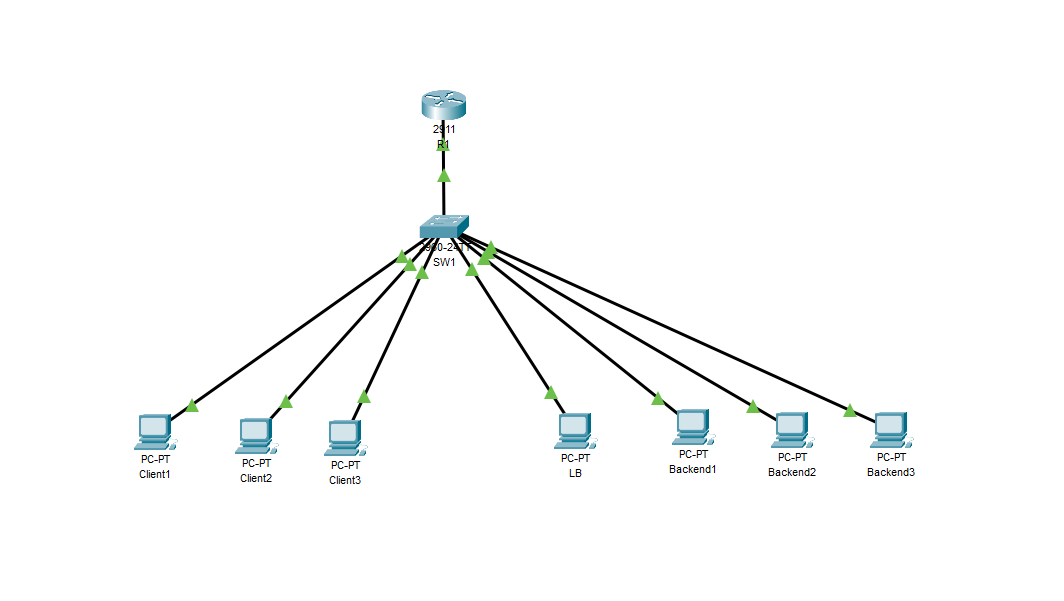 2911
R1
SW1
PC-PT
Client1
PC-PT
Client2
PC-PT
Client3
PC-PT
LB
PC-PT
Backend1
PC-PT
Backend2
PC-PT
Backend3